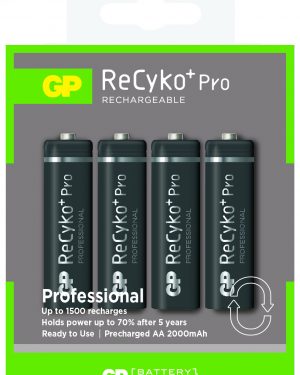 GP
ReCyko+ Pro
RECHARGEABLE
ReCyko+ Pro
PROFESSIONAL
GP
ReCyko+ Pro
PROFESSIONAL
GP
ReCyko+ Pro
PROFESSIONAL
GP
ReCyko+ Pro
PROFESSIONAL
GP
Professional
Up to 1500 recharges
Holds power up to 70% after 5 years
Ready to Use | Precharged AA 2000mAh
GP [BATTERY]